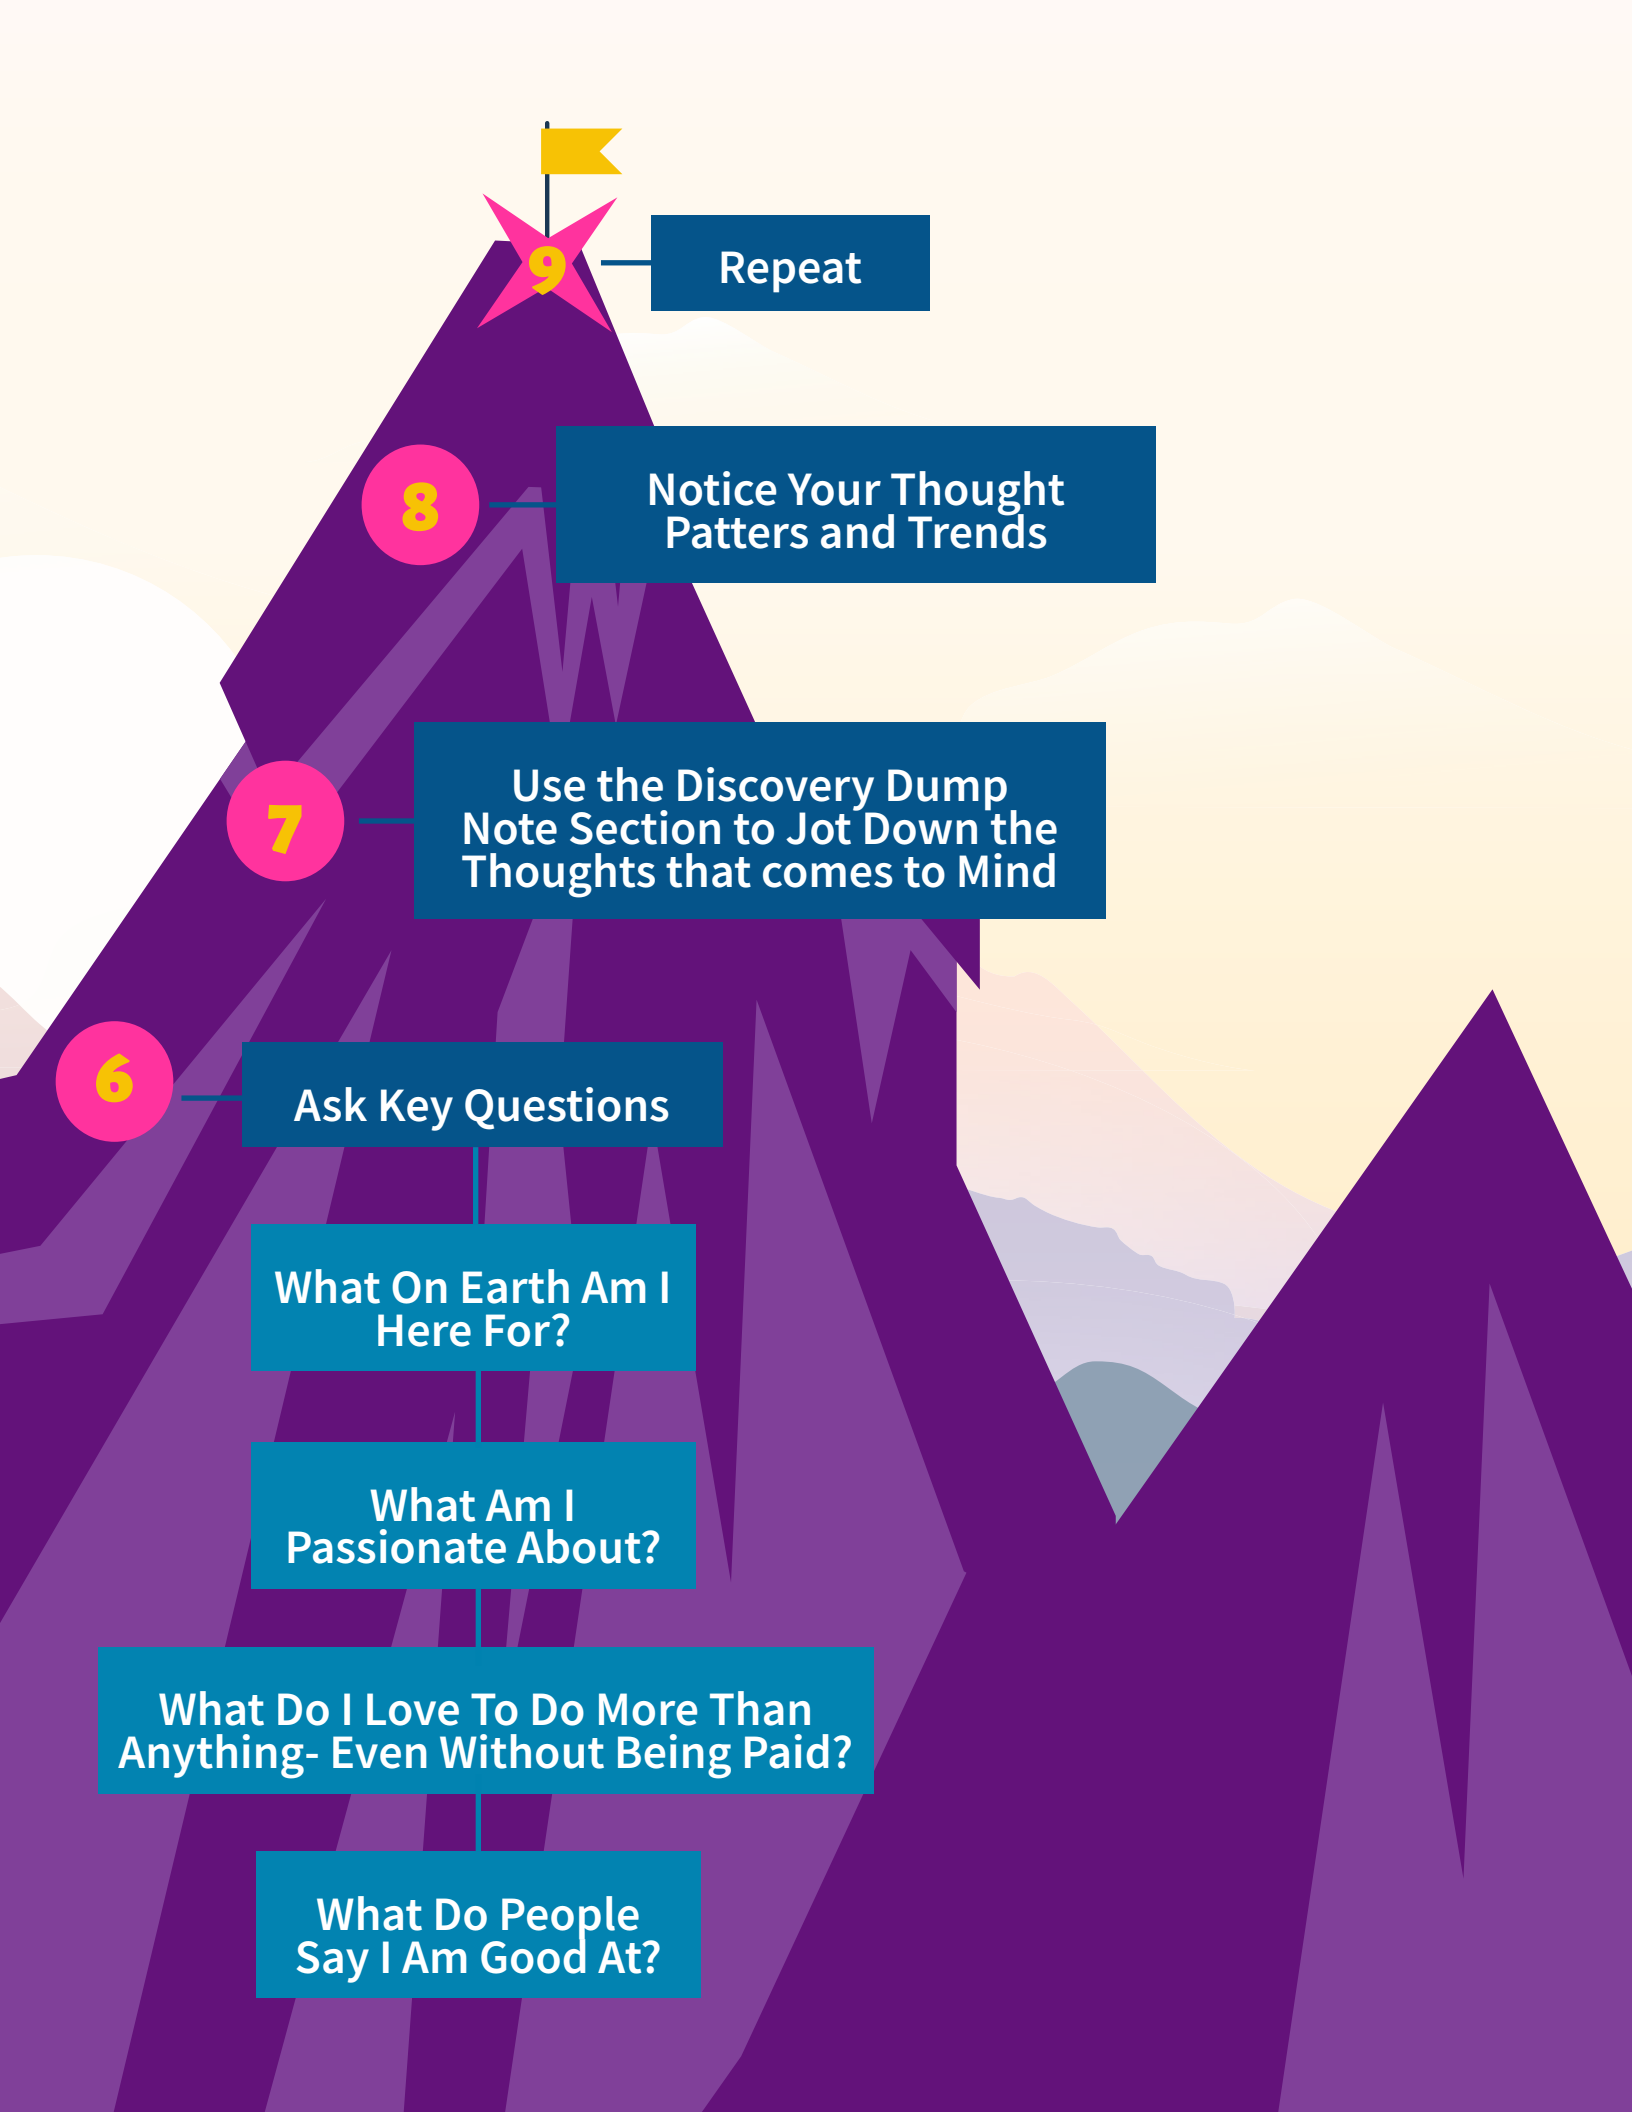 9
Repeat
8
Notice Your Thought
Patters and Trends
7
Use the Discovery Dump
Note Section to Jot Down the
Thoughts that comes to Mind
6
Ask Key Questions
What On Earth Am I
Here For?
What Am I
Passionate About?
What Do I Love To Do More Than
Anything- Even Without Being Paid?
What Do People
Say I Am Good At?